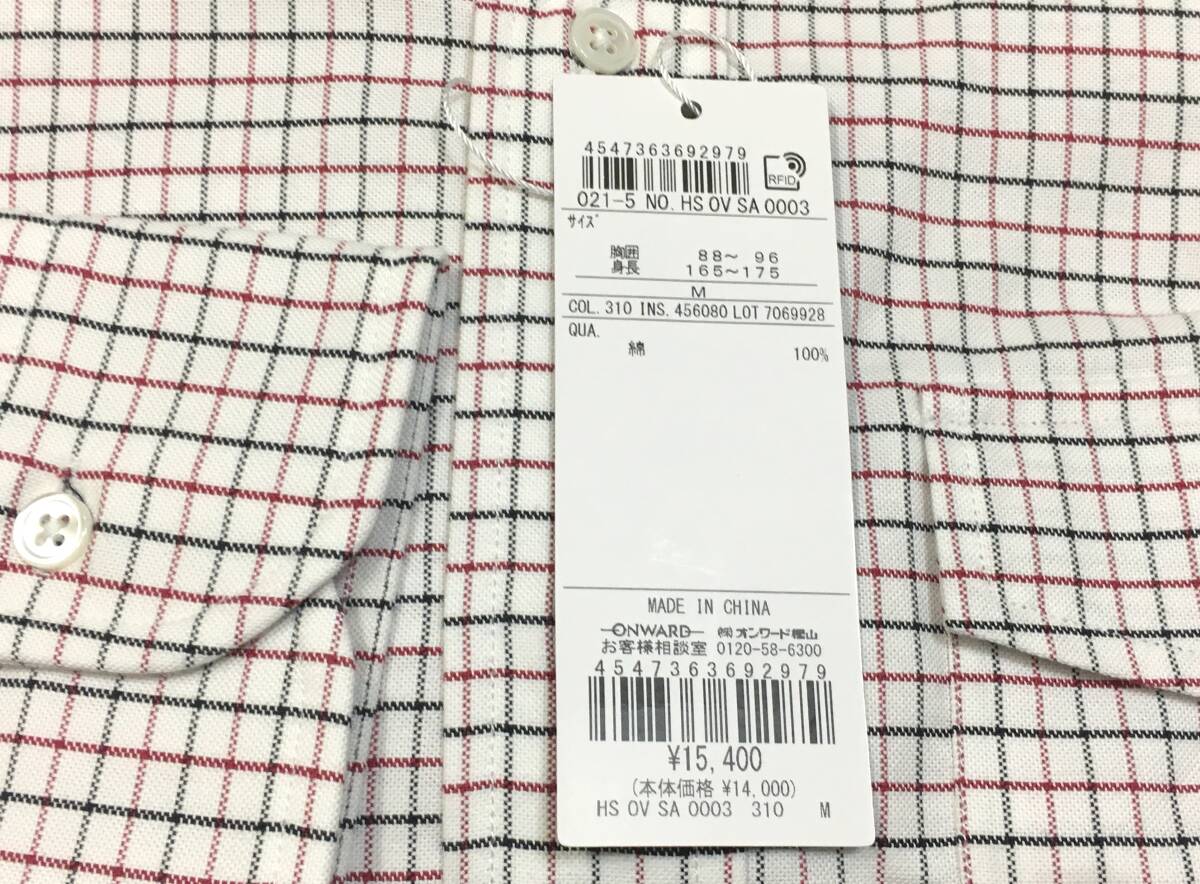 4547363692979
RFID
021-5 NO. HS OV SA 0003
サイズ
胸囲 88～ 96
身長 165～175
M
COL. 310 INS. 456080 LOT 7069928
QUA.
綿 100%
MADE IN CHINA
ONWARD ㈱オンワード樫山
お客様相談室 0120-58-6300
4547363692979
¥15,400
(本体価格 ¥14,000)
HS OV SA 0003 310 M